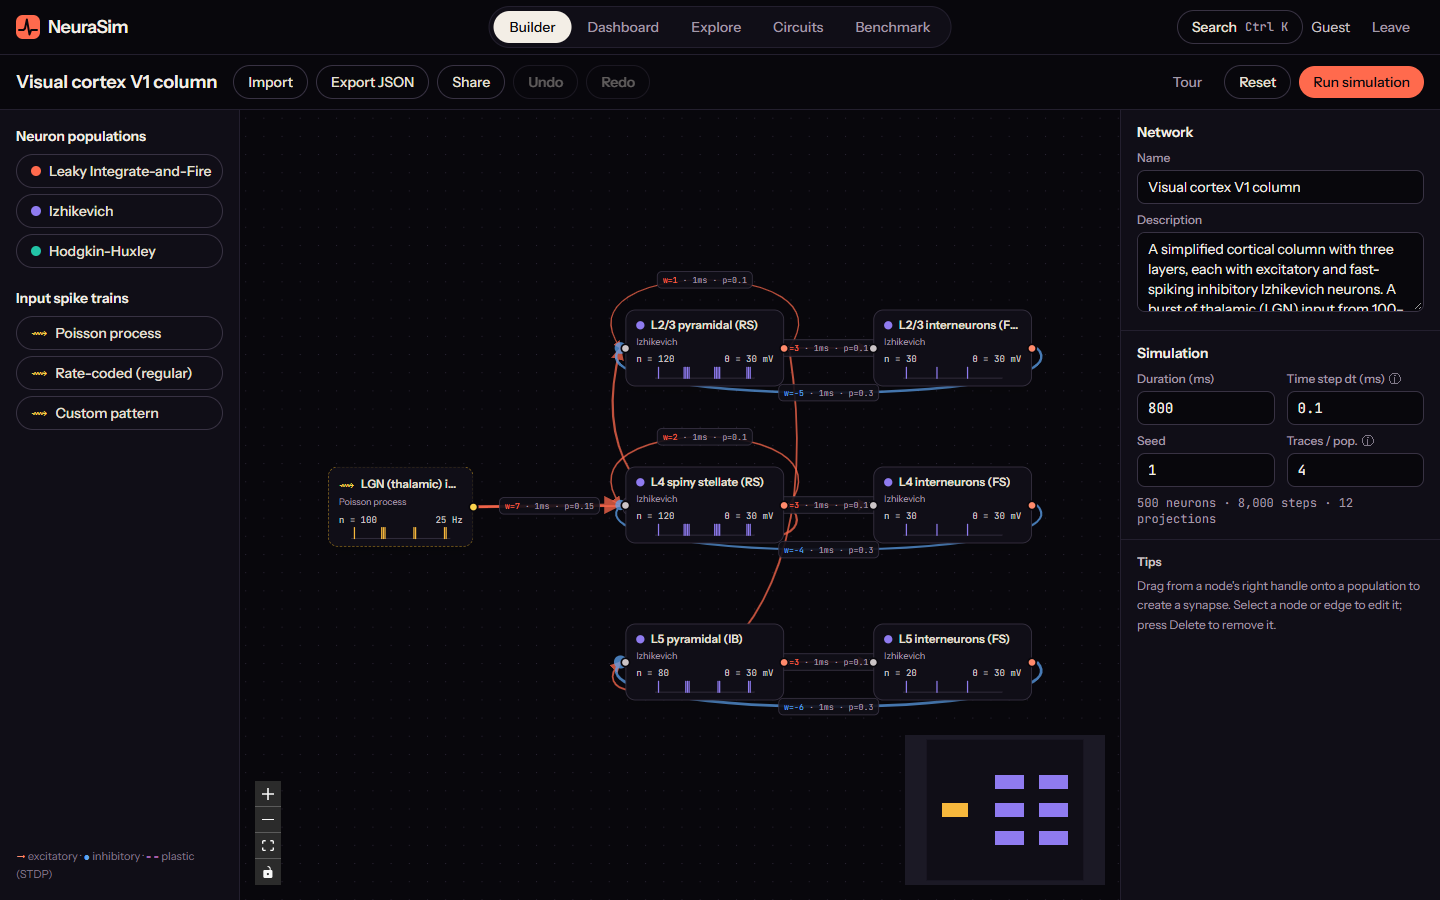 NeuraSim
Builder
Dashboard
Explore
Circuits
Benchmark
Search Ctrl K
Guest
Leave
Visual cortex V1 column
Import
Export JSON
Share
Undo
Redo
Tour
Reset
Run simulation
Neuron populations
Leaky Integrate-and-Fire
Izhikevich
Hodgkin-Huxley
Input spike trains
Poisson process
Rate-coded (regular)
Custom pattern
→ excitatory · ● inhibitory · - - plastic
(STDP)
w=1 · 1ms · p=0.1
L2/3 pyramidal (RS)
Izhikevich
n = 120 θ = 30 mV
=3 · 1ms · p=0.1
L2/3 interneurons (F...
Izhikevich
n = 30 θ = 30 mV
w=-5 · 1ms · p=0.3
w=2 · 1ms · p=0.1
LGN (thalamic) i...
Poisson process
n = 100 25 Hz
w=7 · 1ms · p=0.15
L4 spiny stellate (RS)
Izhikevich
n = 120 θ = 30 mV
=3 · 1ms · p=0.1
L4 interneurons (FS)
Izhikevich
n = 30 θ = 30 mV
w=-4 · 1ms · p=0.3
L5 pyramidal (IB)
Izhikevich
n = 80 θ = 30 mV
=3 · 1ms · p=0.1
L5 interneurons (FS)
Izhikevich
n = 20 θ = 30 mV
w=-6 · 1ms · p=0.3
Network
Name
Visual cortex V1 column
Description
A simplified cortical column with three
layers, each with excitatory and fast-
spiking inhibitory Izhikevich neurons. A
burst of thalamic (LGN) input from 100-
Simulation
Duration (ms)
Time step dt (ms) ⓘ
800
0.1
Seed
Traces / pop. ⓘ
1
4
500 neurons · 8,000 steps · 12
projections
Tips
Drag from a node's right handle onto a population to
create a synapse. Select a node or edge to edit it;
press Delete to remove it.